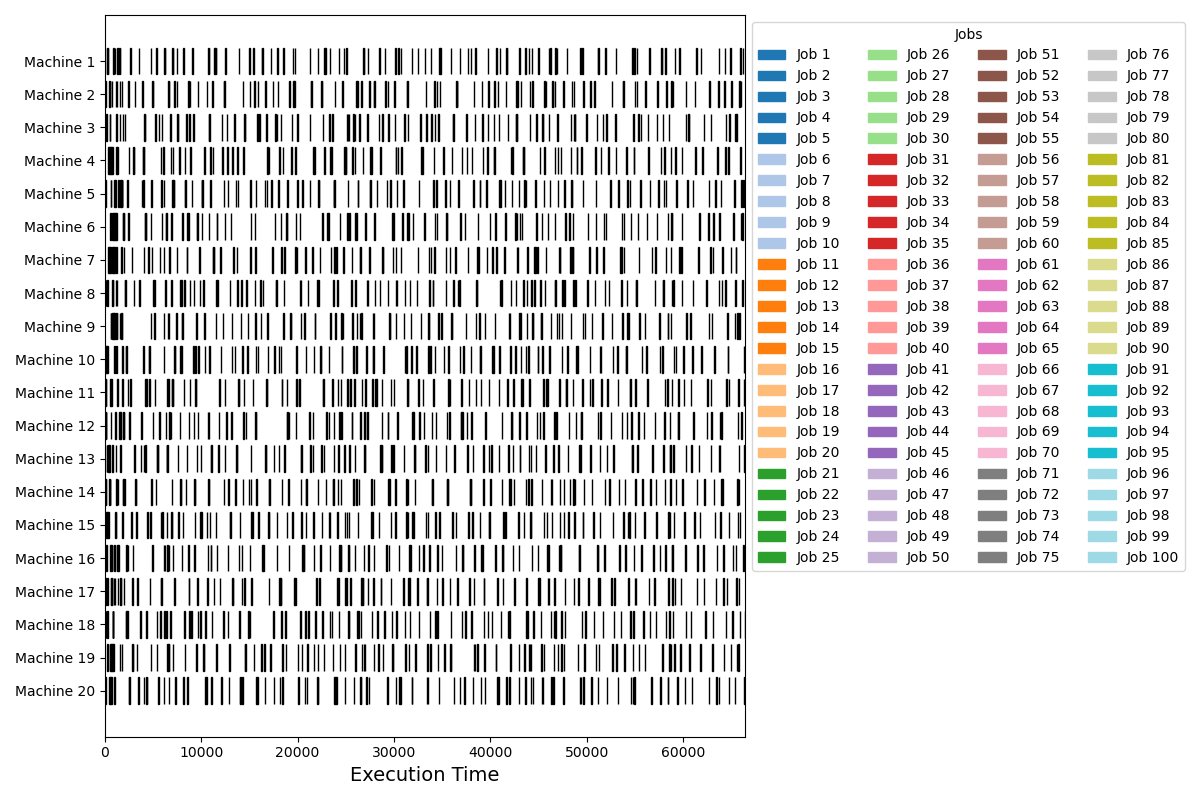 Machine 1
Machine 2
Machine 3
Machine 4
Machine 5
Machine 6
Machine 7
Machine 8
Machine 9
Machine 10
Machine 11
Machine 12
Machine 13
Machine 14
Machine 15
Machine 16
Machine 17
Machine 18
Machine 19
Machine 20
0 10000 20000 30000 40000 50000 60000
Execution Time
Jobs
Job 1 Job 26 Job 51 Job 76
Job 2 Job 27 Job 52 Job 77
Job 3 Job 28 Job 53 Job 78
Job 4 Job 29 Job 54 Job 79
Job 5 Job 30 Job 55 Job 80
Job 6 Job 31 Job 56 Job 81
Job 7 Job 32 Job 57 Job 82
Job 8 Job 33 Job 58 Job 83
Job 9 Job 34 Job 59 Job 84
Job 10 Job 35 Job 60 Job 85
Job 11 Job 36 Job 61 Job 86
Job 12 Job 37 Job 62 Job 87
Job 13 Job 38 Job 63 Job 88
Job 14 Job 39 Job 64 Job 89
Job 15 Job 40 Job 65 Job 90
Job 16 Job 41 Job 66 Job 91
Job 17 Job 42 Job 67 Job 92
Job 18 Job 43 Job 68 Job 93
Job 19 Job 44 Job 69 Job 94
Job 20 Job 45 Job 70 Job 95
Job 21 Job 46 Job 71 Job 96
Job 22 Job 47 Job 72 Job 97
Job 23 Job 48 Job 73 Job 98
Job 24 Job 49 Job 74 Job 99
Job 25 Job 50 Job 75 Job 100